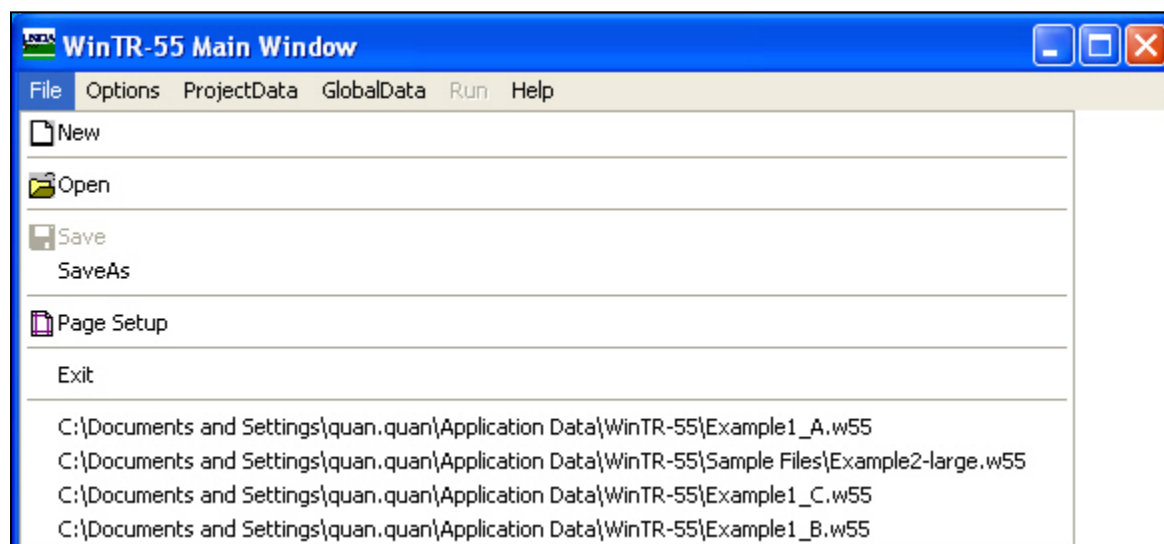 USDA WinTR-55 Main Window
File Options ProjectData GlobalData Run Help
New
Open
Save
SaveAs
Page Setup
Exit
C:\Documents and Settings\quan.quan\Application Data\WinTR-55\Example1_A.w55
C:\Documents and Settings\quan.quan\Application Data\WinTR-55\Sample Files\Example2-large.w55
C:\Documents and Settings\quan.quan\Application Data\WinTR-55\Example1_C.w55
C:\Documents and Settings\quan.quan\Application Data\WinTR-55\Example1_B.w55